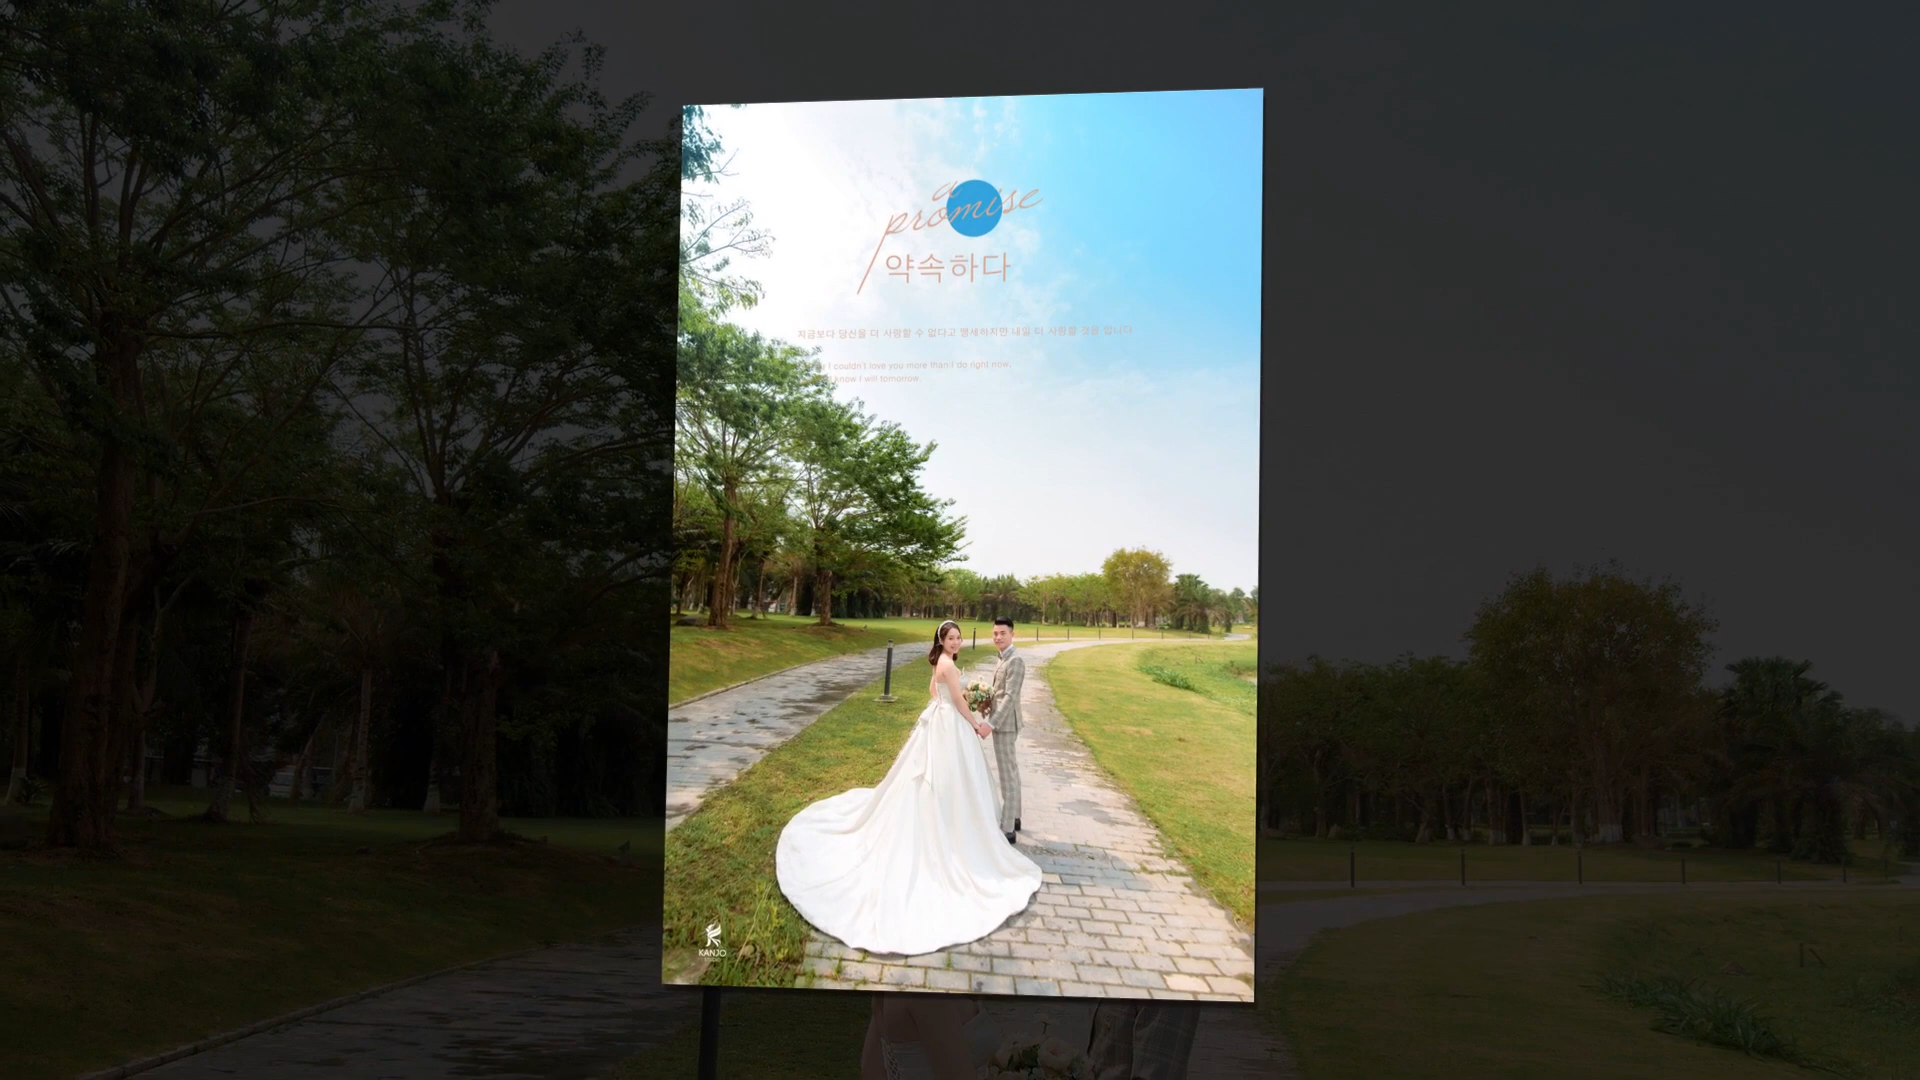 a
promise
약속하다
지금보다 당신을 더 사랑할 수 없다고 맹세하지만 내일 더 사랑할 것을 압니다
I couldn't love you more than I do right now,
know I will tomorrow
KANJO